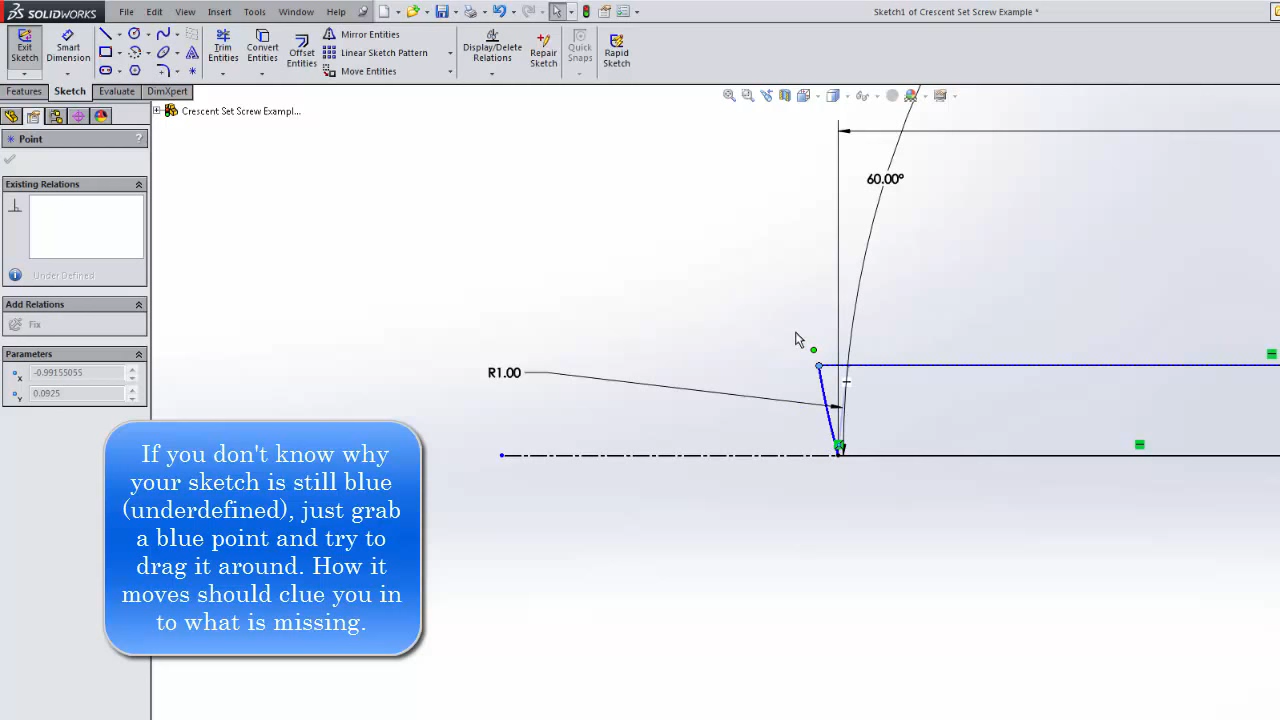 SOLIDWORKS File Edit View Insert Tools Window Help Sketch1 of Crescent Set Screw Example *
Exit Sketch
Smart Dimension
Trim Entities
Convert Entities
Offset Entities
Mirror Entities
Linear Sketch Pattern
Move Entities
Display/Delete Relations
Repair Sketch
Quick Snaps
Rapid Sketch
Features Sketch Evaluate DimXpert
Crescent Set Screw Exampl...
Point ?
Existing Relations
Under Defined
Add Relations
Fix
Parameters
X -0.99155055
Y 0.0925
60.00°
R1.00
If you don't know why
your sketch is still blue
(underdefined), just grab
a blue point and try to
drag it around. How it
moves should clue you in
to what is missing.